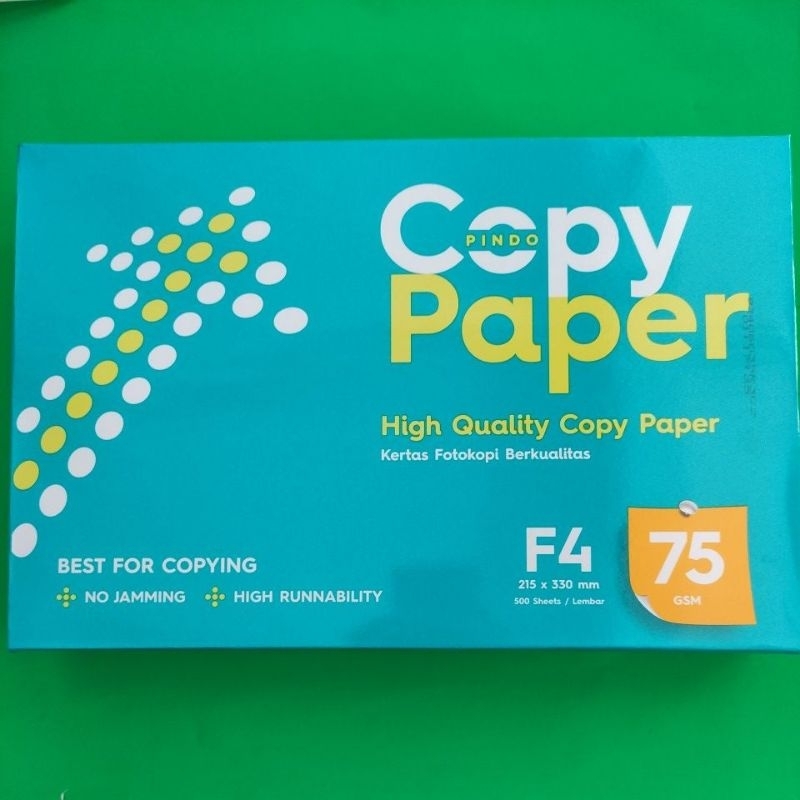 Copy
PINDO
Paper
High Quality Copy Paper
Kertas Fotokopi Berkualitas
BEST FOR COPYING
NO JAMMING
HIGH RUNNABILITY
F4
215 x 330 mm
500 Sheets / Lembar
75
GSM